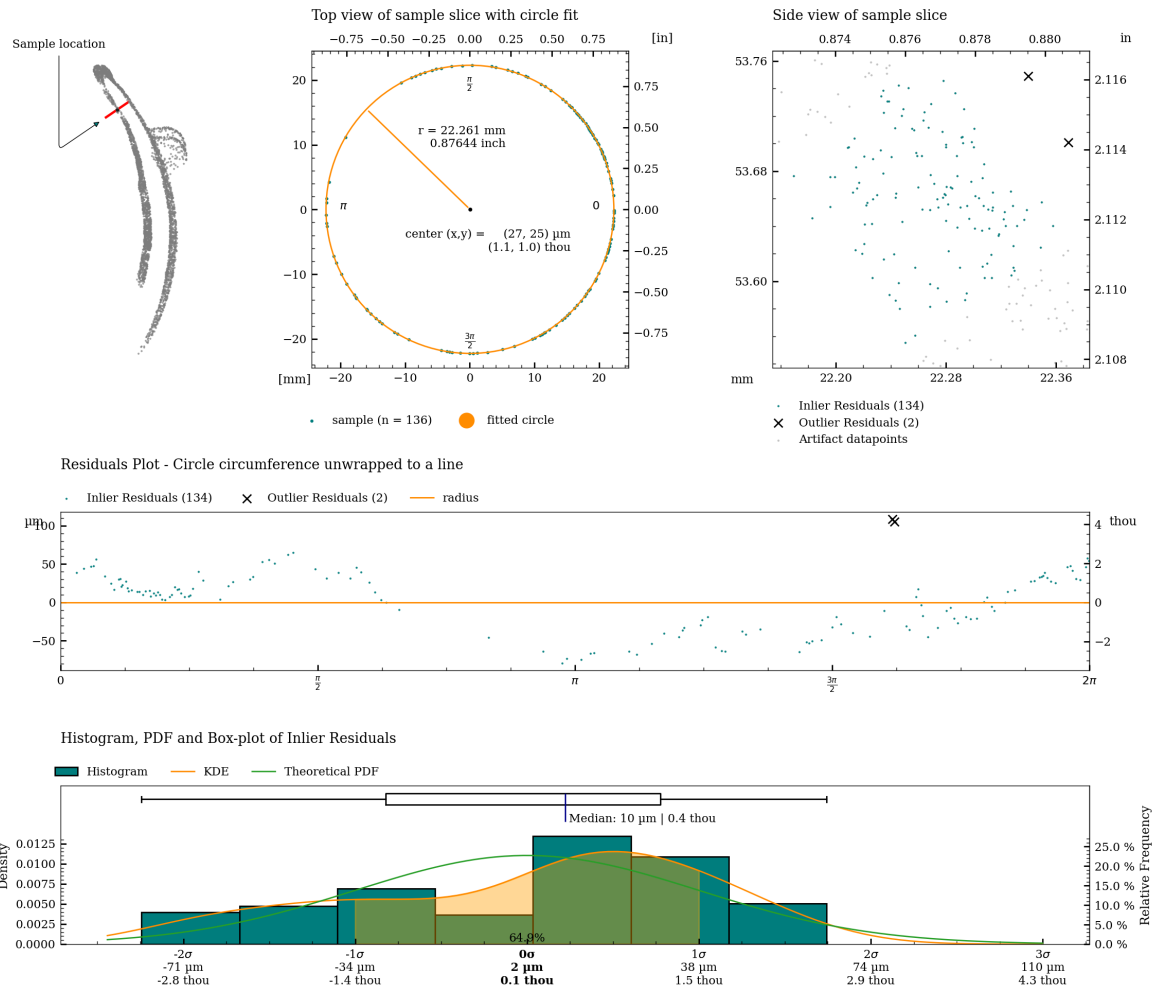 Sample location
Top view of sample slice with circle fit
−0.75 −0.50 −0.25 0.00 0.25 0.50 0.75 [in]
20
10
0
−10
−20
0.75
0.50
0.25
0.00
−0.25
−0.50
−0.75
π/2
π
0
3π/2
r = 22.261 mm
0.87644 inch
center (x,y) = (27, 25) µm
(1.1, 1.0) thou
[mm] −20 −10 0 10 20
sample (n = 136) fitted circle
Side view of sample slice
0.874 0.876 0.878 0.880 in
53.76
53.68
53.60
2.116
2.114
2.112
2.110
2.108
mm 22.20 22.28 22.36
Inlier Residuals (134)
Outlier Residuals (2)
Artifact datapoints
Residuals Plot - Circle circumference unwrapped to a line
Inlier Residuals (134) Outlier Residuals (2) radius
µm thou
100 4
50 2
0 0
−50 −2
0 π/2 π 3π/2 2π
Histogram, PDF and Box-plot of Inlier Residuals
Histogram KDE Theoretical PDF
Median: 10 µm | 0.4 thou
Density
0.0125
0.0100
0.0075
0.0050
0.0025
0.0000
Relative Frequency
25.0 %
20.0 %
15.0 %
10.0 %
5.0 %
0.0 %
64.9%
-2σ -1σ 0σ 1σ 2σ 3σ
-71 µm -34 µm 2 µm 38 µm 74 µm 110 µm
-2.8 thou -1.4 thou 0.1 thou 1.5 thou 2.9 thou 4.3 thou